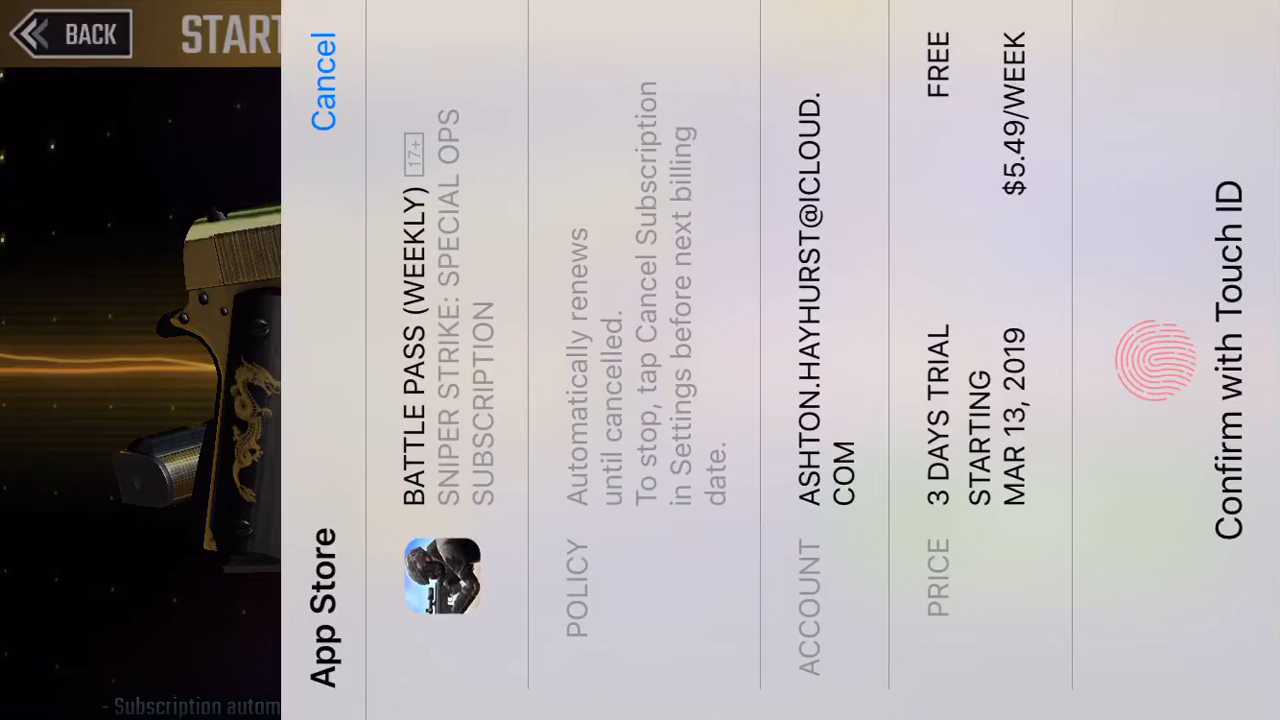 BACK
START
- Subscription autom
App Store
Cancel
BATTLE PASS (WEEKLY) 17+
SNIPER STRIKE: SPECIAL OPS
SUBSCRIPTION
POLICY
Automatically renews
until cancelled.
To stop, tap Cancel Subscription
in Settings before next billing
date.
ACCOUNT
ASHTON.HAYHURST@ICLOUD.
COM
PRICE
3 DAYS TRIAL FREE
STARTING
MAR 13, 2019 $5.49/WEEK
Confirm with Touch ID